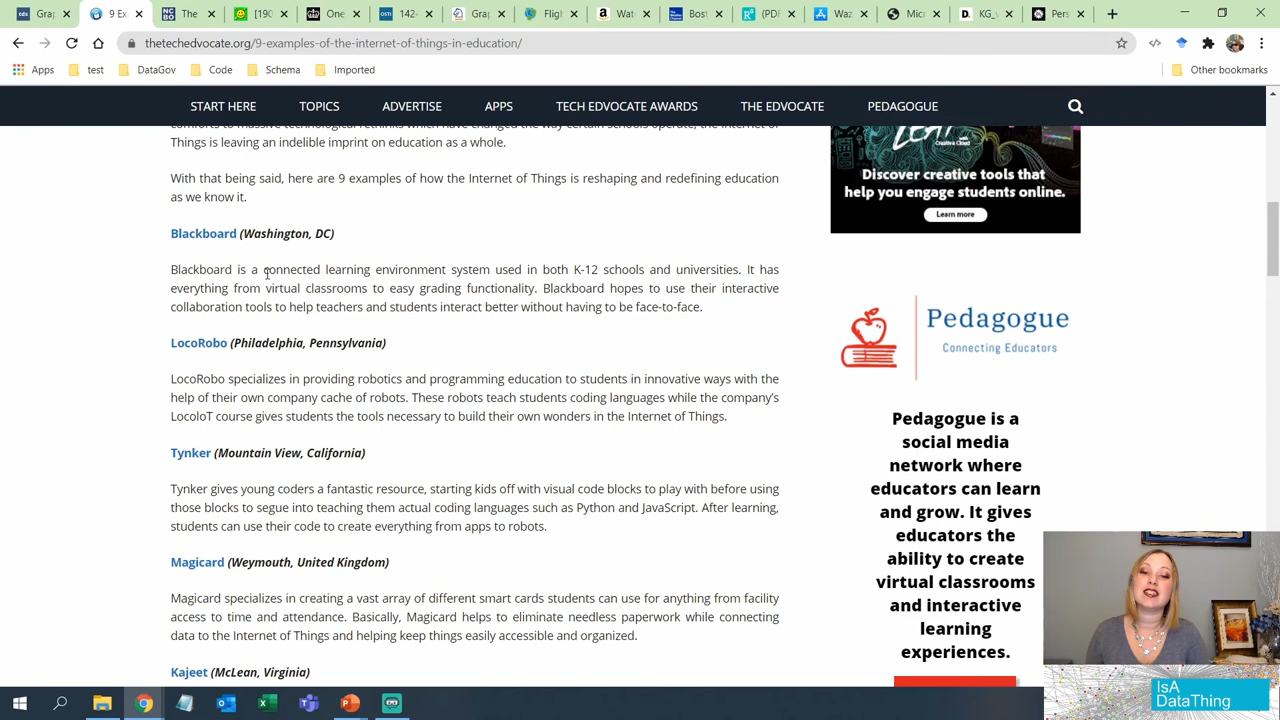 9 Ex
[190
142-
Grap
Flight
Wat
Bost
(PDF
Waz
KG_
Pers
thetechedvocate.org/9-examples-of-the-internet-of-things-in-education/
Apps
test
DataGov
Code
Schema
Imported
Other bookmarks
START HERE
TOPICS
ADVERTISE
APPS
TECH EDVOCATE AWARDS
THE EDVOCATE
PEDAGOGUE
Things is leaving an indelible imprint on education as a whole.
With that being said, here are 9 examples of how the Internet of Things is reshaping and redefining education
as we know it.
Blackboard (Washington, DC)
Blackboard is a connected learning environment system used in both K-12 schools and universities. It has
everything from virtual classrooms to easy grading functionality. Blackboard hopes to use their interactive
collaboration tools to help teachers and students interact better without having to be face-to-face.
LocoRobo (Philadelphia, Pennsylvania)
LocoRobo specializes in providing robotics and programming education to students in innovative ways with the
help of their own company cache of robots. These robots teach students coding languages while the company's
LocoIoT course gives students the tools necessary to build their own wonders in the Internet of Things.
Tynker (Mountain View, California)
Tynker gives young coders a fantastic resource, starting kids off with visual code blocks to play with before using
those blocks to segue into teaching them actual coding languages such as Python and JavaScript. After learning,
students can use their code to create everything from apps to robots.
Magicard (Weymouth, United Kingdom)
Magicard specializes in creating a vast array of different smart cards students can use for anything from facility
access to time and attendance. Basically, Magicard helps to eliminate needless paperwork while connecting
data to the Internet of Things and helping keep things easily accessible and organized.
Kajeet (McLean, Virginia)
Creative Cloud
Discover creative tools that
help you engage students online.
Learn more
Pedagogue
Connecting Educators
Pedagogue is a
social media
network where
educators can learn
and grow. It gives
educators the
ability to create
virtual classrooms
and interactive
learning
experiences.
IsA
DataThing